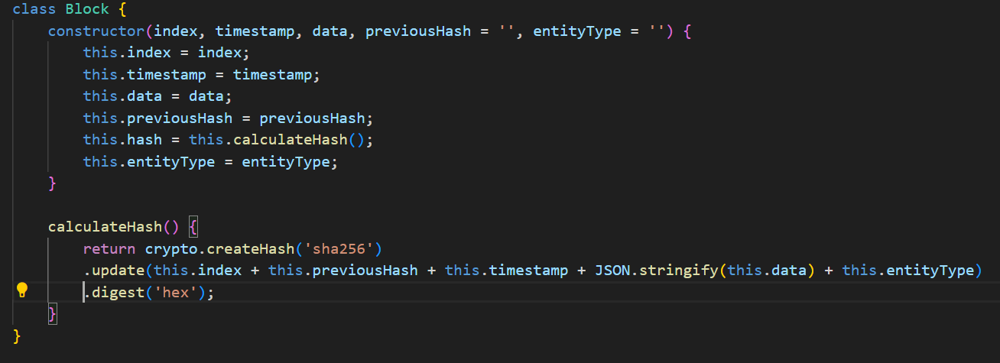 class Block {
    constructor(index, timestamp, data, previousHash = '', entityType = '') {
        this.index = index;
        this.timestamp = timestamp;
        this.data = data;
        this.previousHash = previousHash;
        this.hash = this.calculateHash();
        this.entityType = entityType;
    }

    calculateHash() {
        return crypto.createHash('sha256')
        .update(this.index + this.previousHash + this.timestamp + JSON.stringify(this.data) + this.entityType)
        .digest('hex');
    }
}